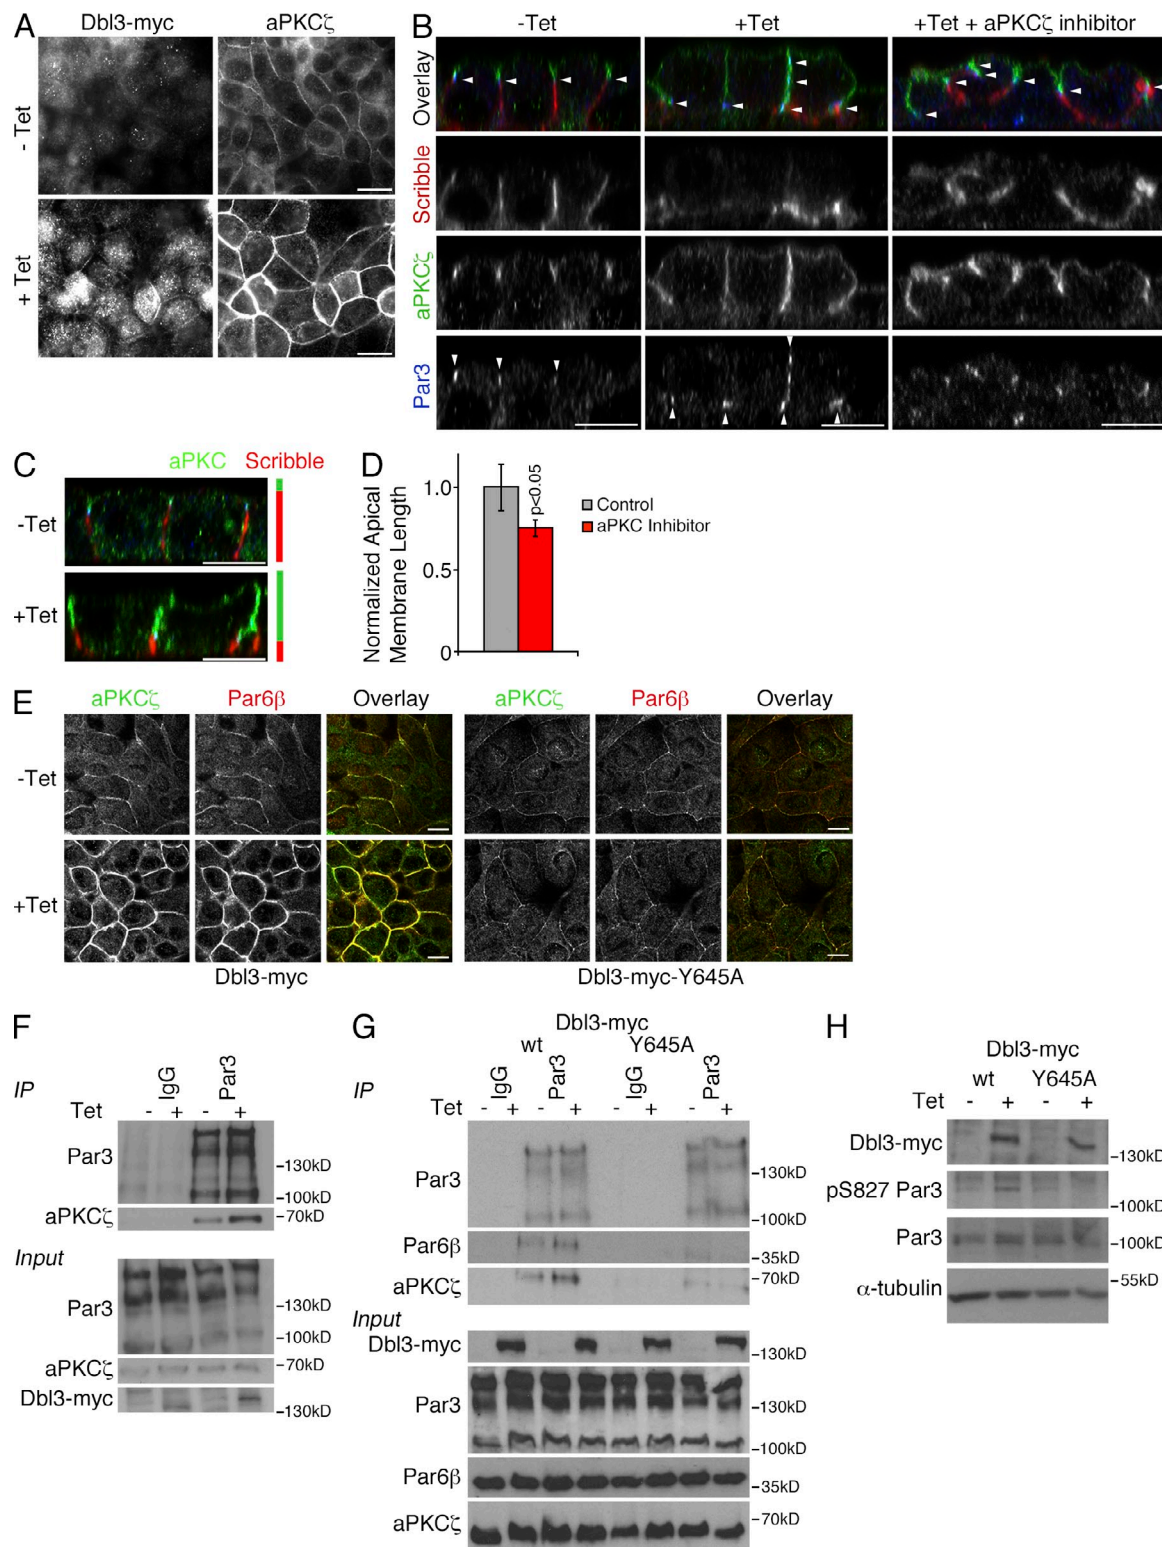 A
Dbl3-myc
aPKCζ
- Tet
+ Tet
B
-Tet
+Tet
+Tet + aPKCζ inhibitor
Overlay
Scribble
aPKCζ
Par3
C
aPKC
Scribble
-Tet
+Tet
D
Normalized Apical
Membrane Length
1.0
0.5
0
p<0.05
Control
aPKC Inhibitor
E
aPKCζ
Par6β
Overlay
aPKCζ
Par6β
Overlay
-Tet
+Tet
Dbl3-myc
Dbl3-myc-Y645A
F
IP
IgG
Par3
Tet
- + - +
Par3
-130kD
-100kD
aPKCζ
-70kD
Input
Par3
-130kD
-100kD
aPKCζ
-70kD
Dbl3-myc
-130kD
G
Dbl3-myc
wt
Y645A
IP
IgG
Par3
IgG
Par3
Tet
- + - + - + - +
Par3
-130kD
-100kD
Par6β
-35kD
aPKCζ
-70kD
Input
Dbl3-myc
-130kD
Par3
-130kD
-100kD
Par6β
-35kD
aPKCζ
-70kD
H
Dbl3-myc
wt
Y645A
Tet
- + - +
Dbl3-myc
-130kD
pS827 Par3
-100kD
Par3
-100kD
α-tubulin
-55kD